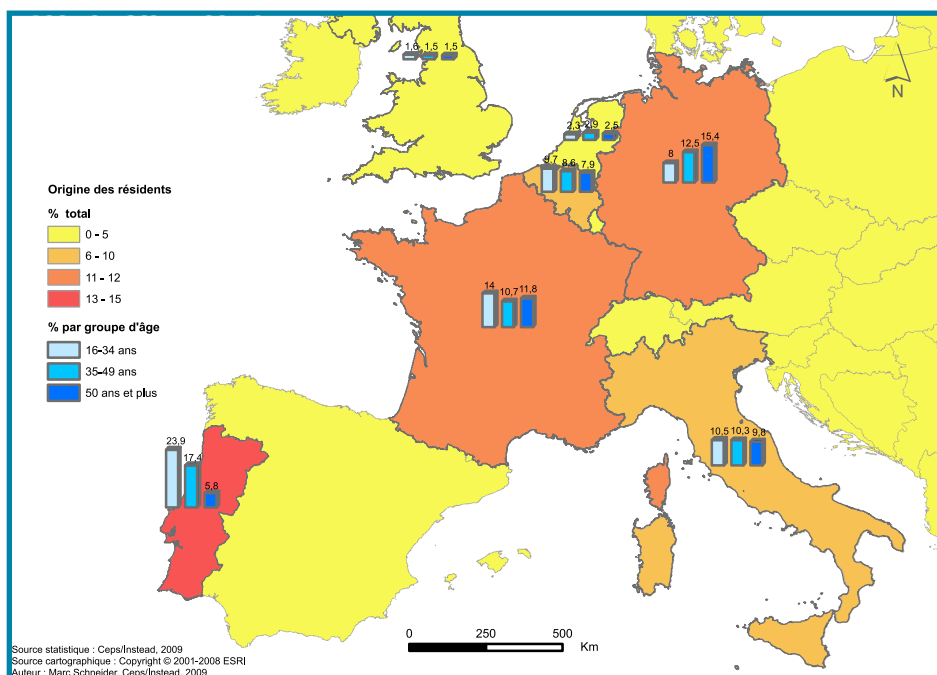 1,6 1,5 1,5
N
2,3 2,9 2,5
15,4
12,5
8
9,7 8,6 7,9
Origine des résidents
% total
0 - 5
6 - 10
11 - 12
13 - 15
% par groupe d'âge
16-34 ans
35-49 ans
50 ans et plus
14 10,7 11,8
10,5 10,3 9,8
23,9
17,4
5,8
0 250 500
Km
Source statistique : Ceps/Instead, 2009
Source cartographique : Copyright © 2001-2008 ESRI
Auteur : Marc Schneider, Ceps/Instead, 2009